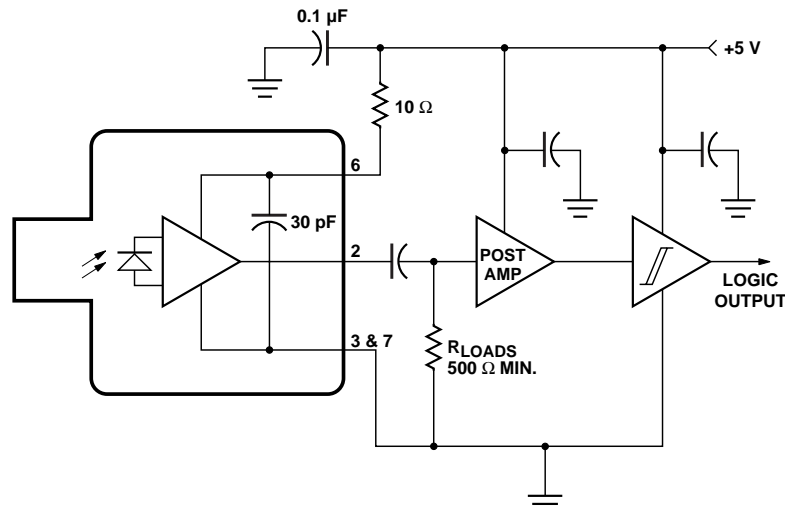 0.1 µF
+5 V
10 Ω
6
30 pF
2
POST
AMP
LOGIC
OUTPUT
3 & 7
RLOADS
500 Ω MIN.